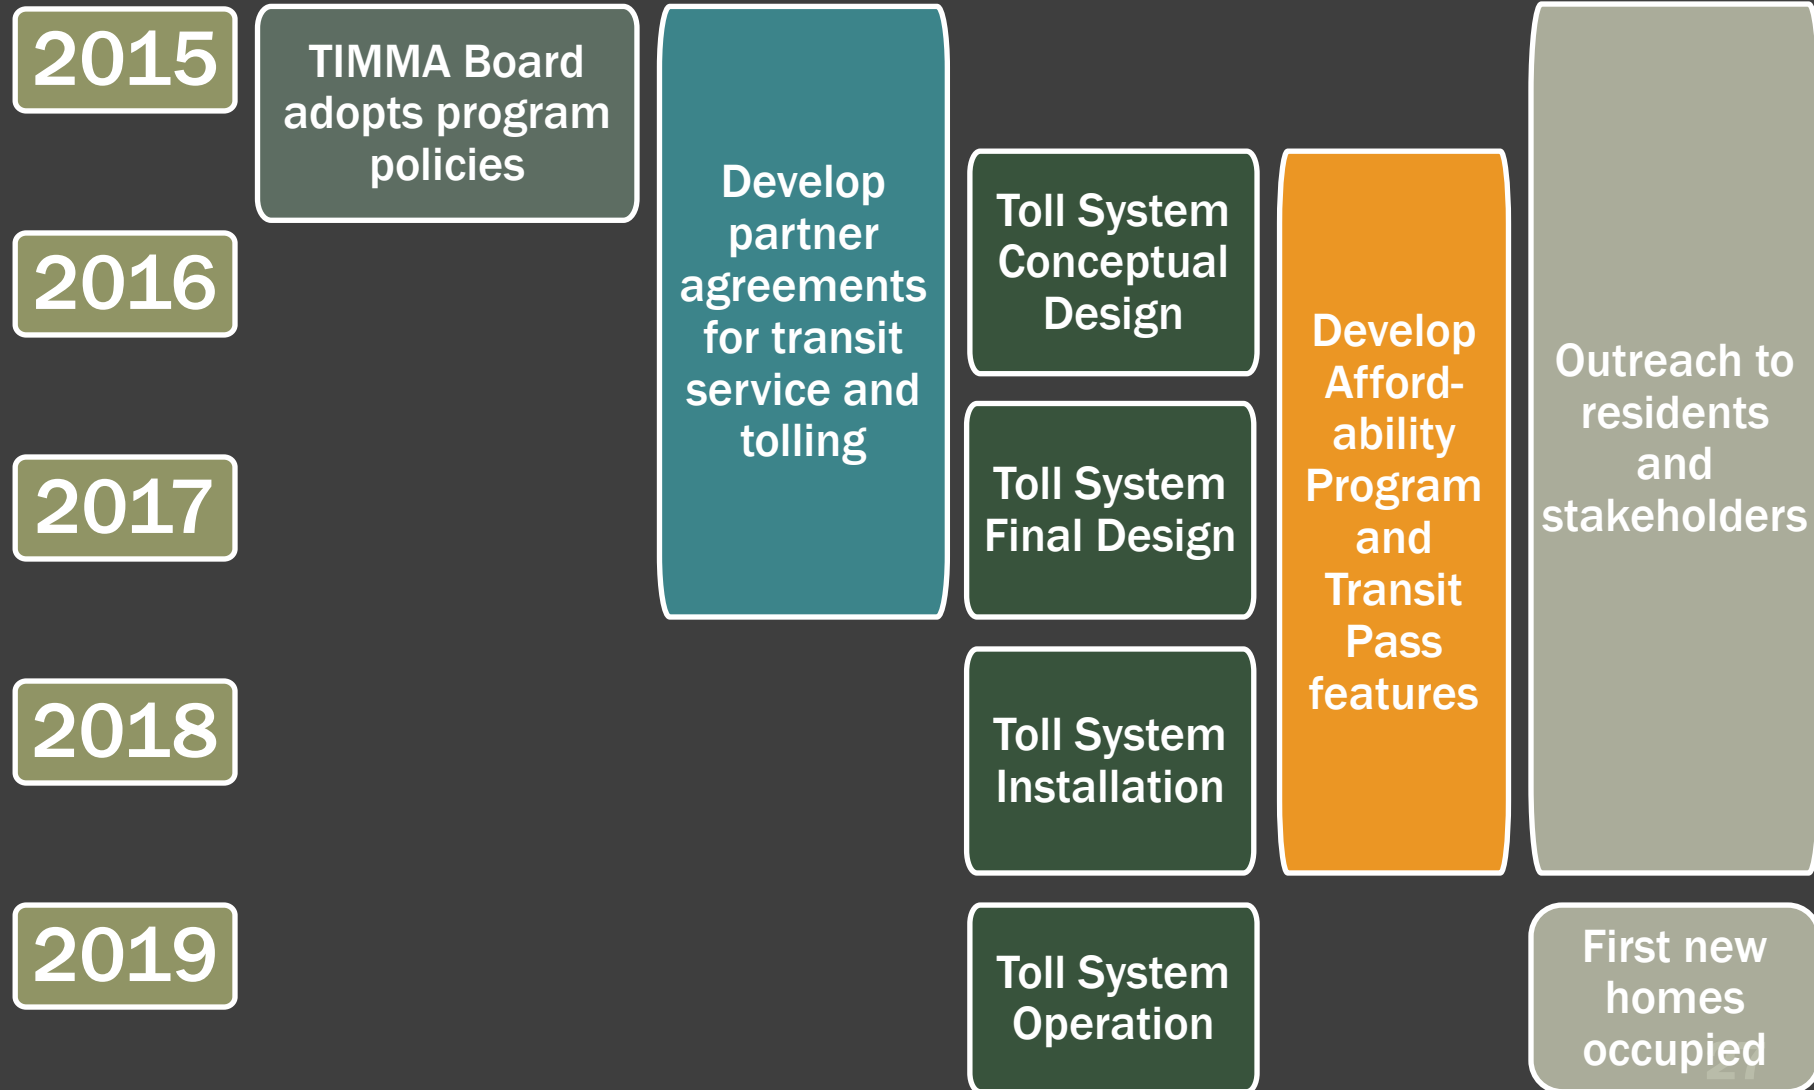 2015
2016
2017
2018
2019
TIMMA Board
adopts program
policies
Develop
partner
agreements
for transit
service and
tolling
Toll System
Conceptual
Design
Toll System
Final Design
Toll System
Installation
Toll System
Operation
Develop
Afford-
ability
Program
and
Transit
Pass
features
Outreach to
residents
and
stakeholders
First new
homes
occupied
27